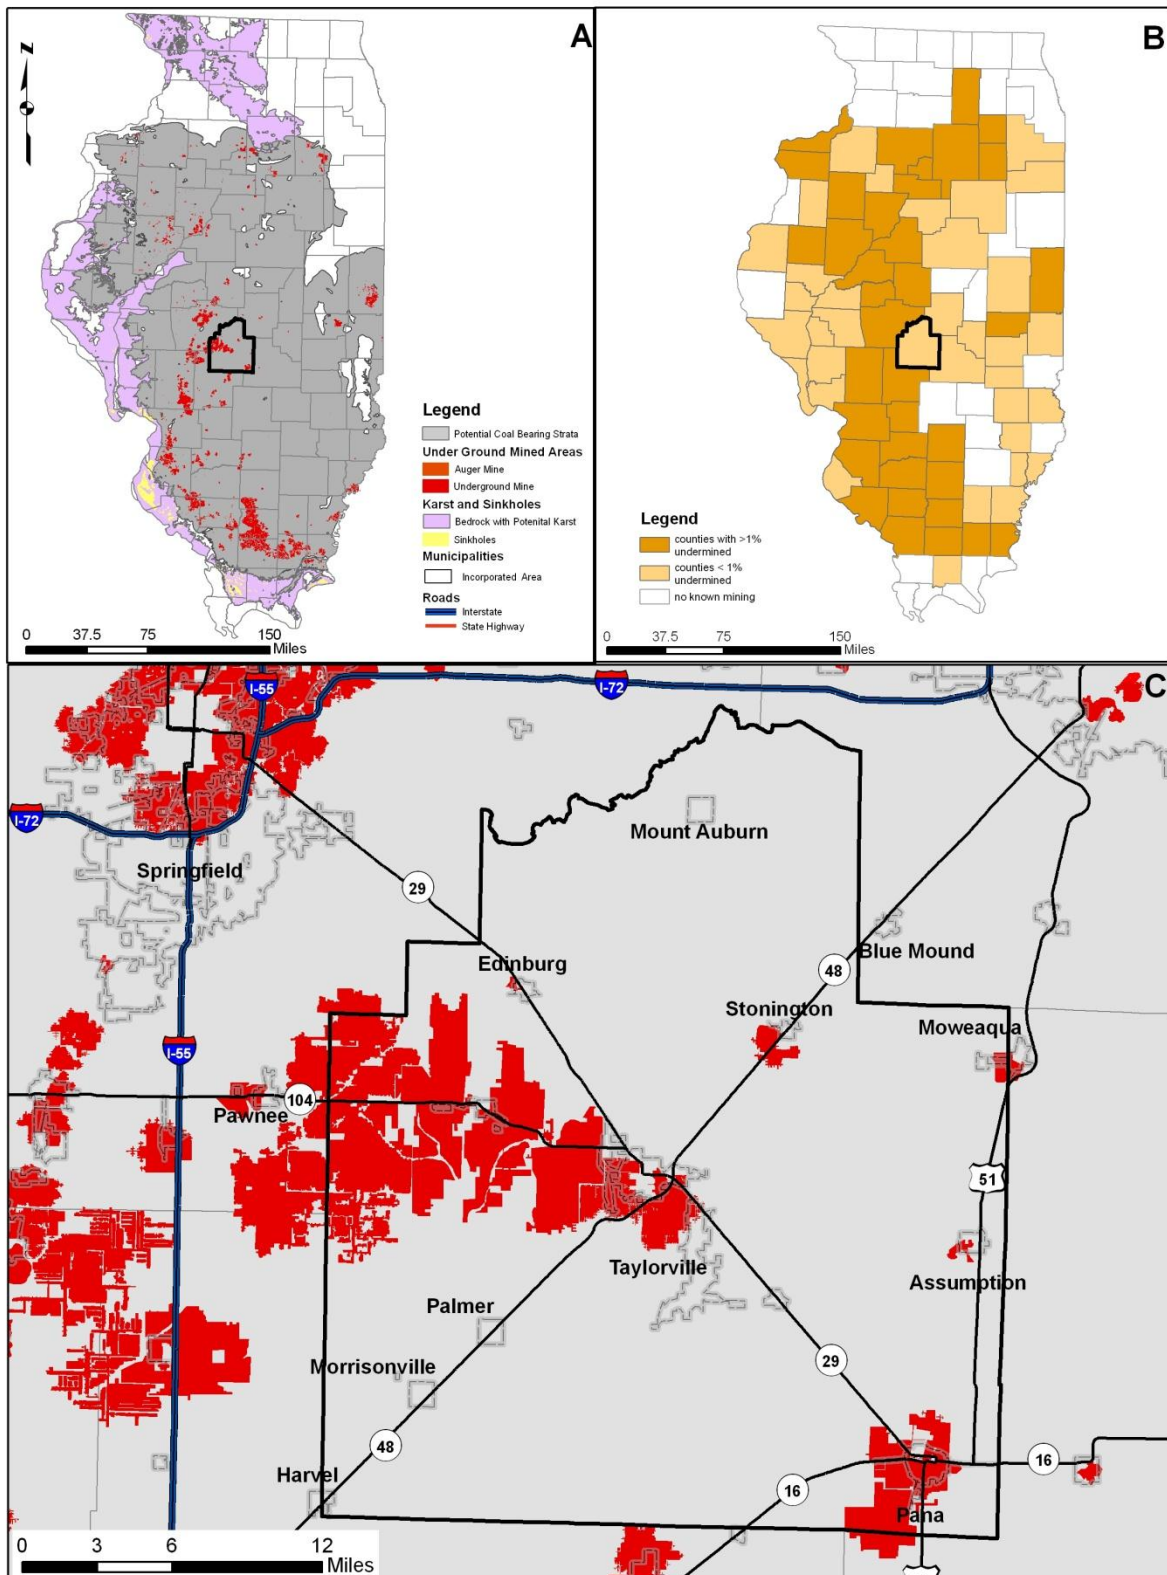 A
N
Legend
Potential Coal Bearing Strata
Under Ground Mined Areas
Auger Mine
Underground Mine
Karst and Sinkholes
Bedrock with Potenital Karst
Sinkholes
Municipalities
Incorporated Area
Roads
Interstate
State Highway
0 37.5 75 150
Miles
B
Legend
counties with >1%
undermined
counties < 1%
undermined
no known mining
0 37.5 75 150
Miles
C
I-55
I-72
I-72
Mount Auburn
Springfield
29
Blue Mound
Edinburg
48
Stonington
Moweaqua
I-55
104
Pawnee
51
Taylorville
Assumption
Palmer
29
Morrisonville
48
16
Harvel
16
Pana
0 3 6 12
Miles